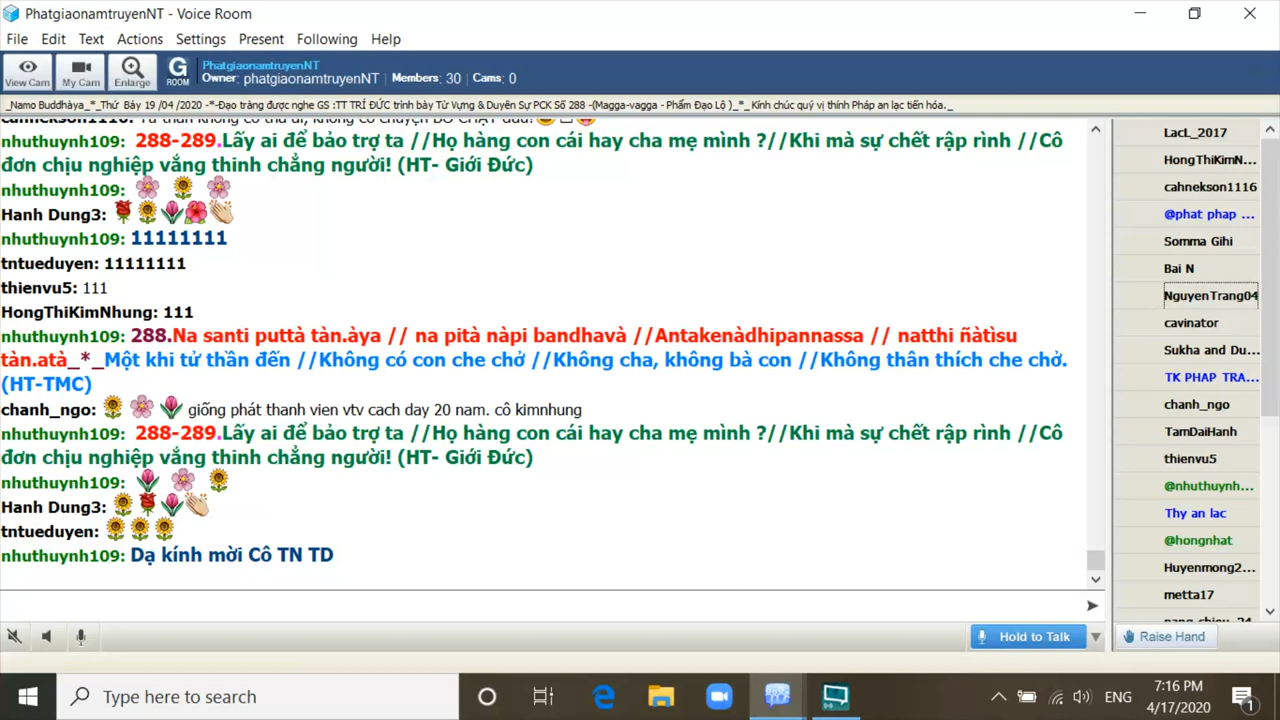 PhatgiaonamtruyenNT - Voice Room
File Edit Text Actions Settings Present Following Help
View Cam My Cam Enlarge G ROOM PhatgiaonamtruyenNT
Owner: phatgiaonamtruyenNT Members: 30 Cams: 0
_Namo Buddhàya_*_Thứ Bảy 19 /04 /2020 -*-Đạo tràng được nghe GS :TT TRÍ ĐỨC trình bày Từ Vựng & Duyên Sự PCK Số 288 -(Magga-vagga - Phẩm Đạo Lộ )_*_ Kính chúc quý vị thính Pháp an lạc tiến hóa._
nhuthuynh109: 288-289.Lấy ai để bảo trợ ta //Họ hàng con cái hay cha mẹ mình ?//Khi mà sự chết rập rình //Cô
đơn chịu nghiệp vắng thinh chẳng người! (HT- Giới Đức)
nhuthuynh109:
Hanh Dung3:
nhuthuynh109: 11111111
tntueduyen: 11111111
thienvu5: 111
HongThiKimNhung: 111
nhuthuynh109: 288.Na santi puttà tàn.àya // na pità nàpi bandhavà //Antakenàdhipannassa // natthi ñàtìsu
tàn.atà_*_Một khi tử thần đến //Không có con che chở //Không cha, không bà con //Không thân thích che chở.
(HT-TMC)
chanh_ngo: giống phát thanh vien vtv cach day 20 nam. cô kimnhung
nhuthuynh109: 288-289.Lấy ai để bảo trợ ta //Họ hàng con cái hay cha mẹ mình ?//Khi mà sự chết rập rình //Cô
đơn chịu nghiệp vắng thinh chẳng người! (HT- Giới Đức)
nhuthuynh109:
Hanh Dung3:
tntueduyen:
nhuthuynh109: Dạ kính mời Cô TN TD
LacL_2017
HongThiKimN...
cahnekson1116
@phat phap ...
Somma Gihi
Bai N
NguyenTrang04
cavinator
Sukha and Du...
TK PHAP TRA...
chanh_ngo
TamDaiHanh
thienvu5
@nhuthuynh...
Thy an lac
@hongnhat
Huyenmong2...
metta17
Hold to Talk
Raise Hand
Type here to search
ENG
7:16 PM
4/17/2020
1